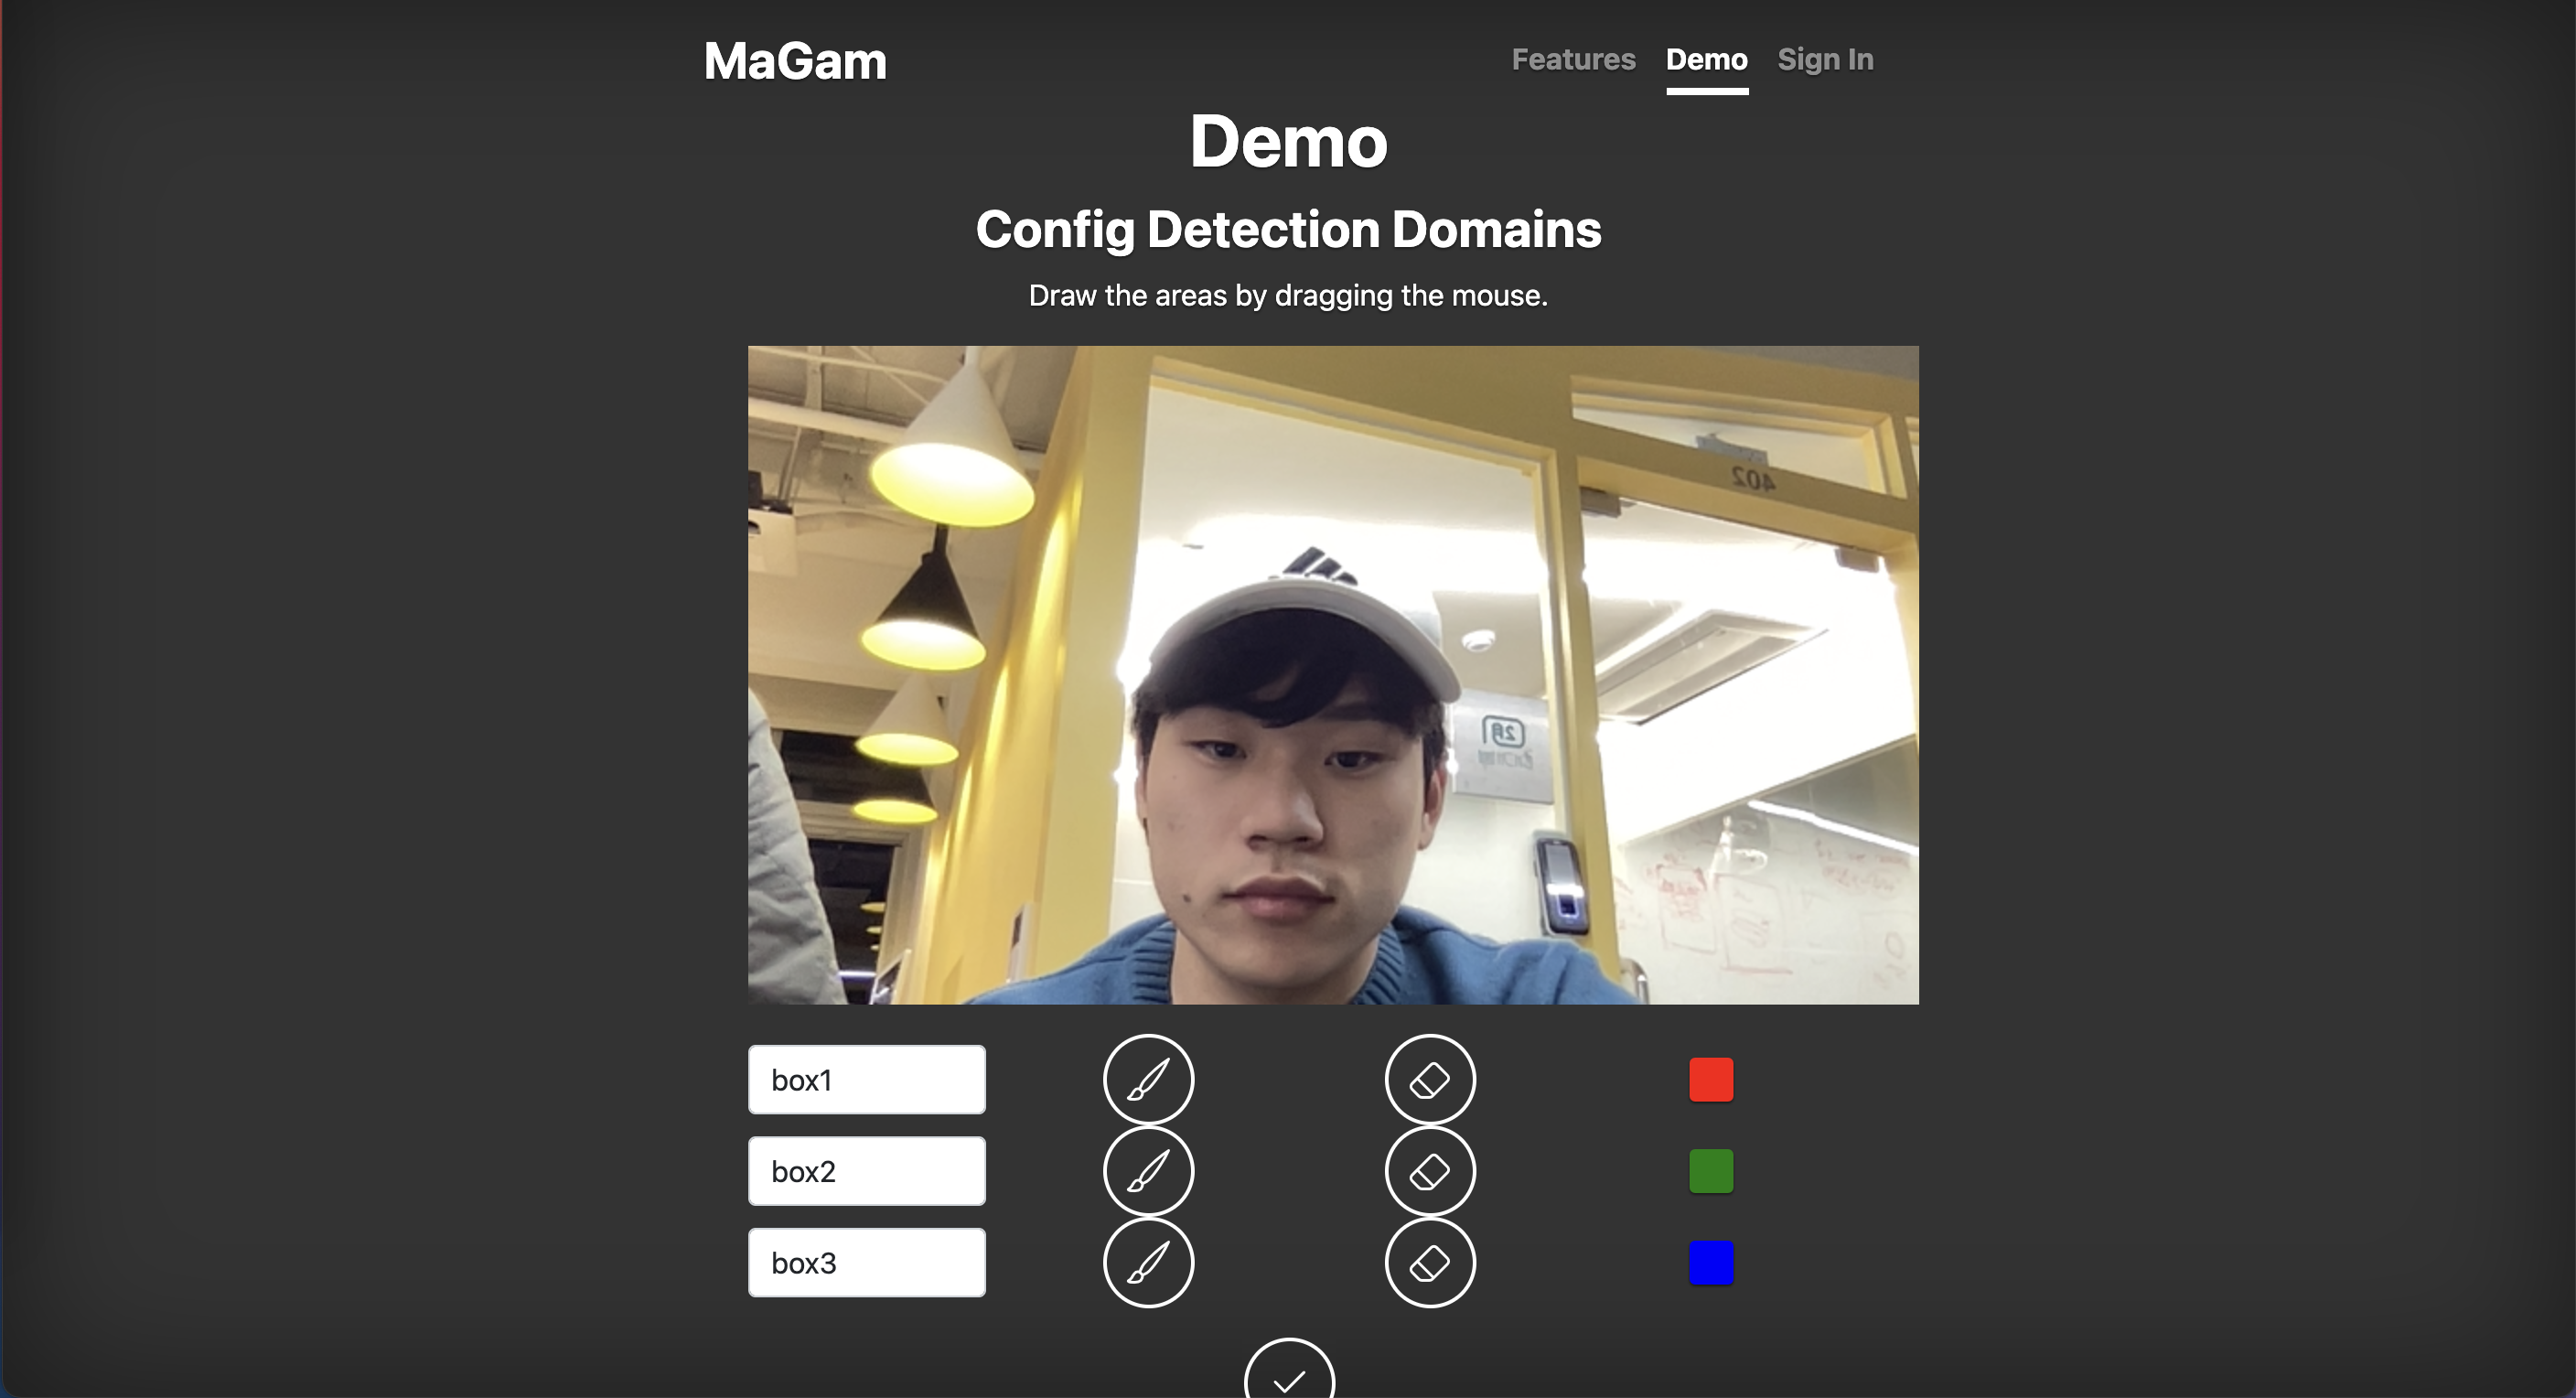 MaGam
Features Demo Sign In
Demo
Config Detection Domains
Draw the areas by dragging the mouse.
402
box1
box2
box3